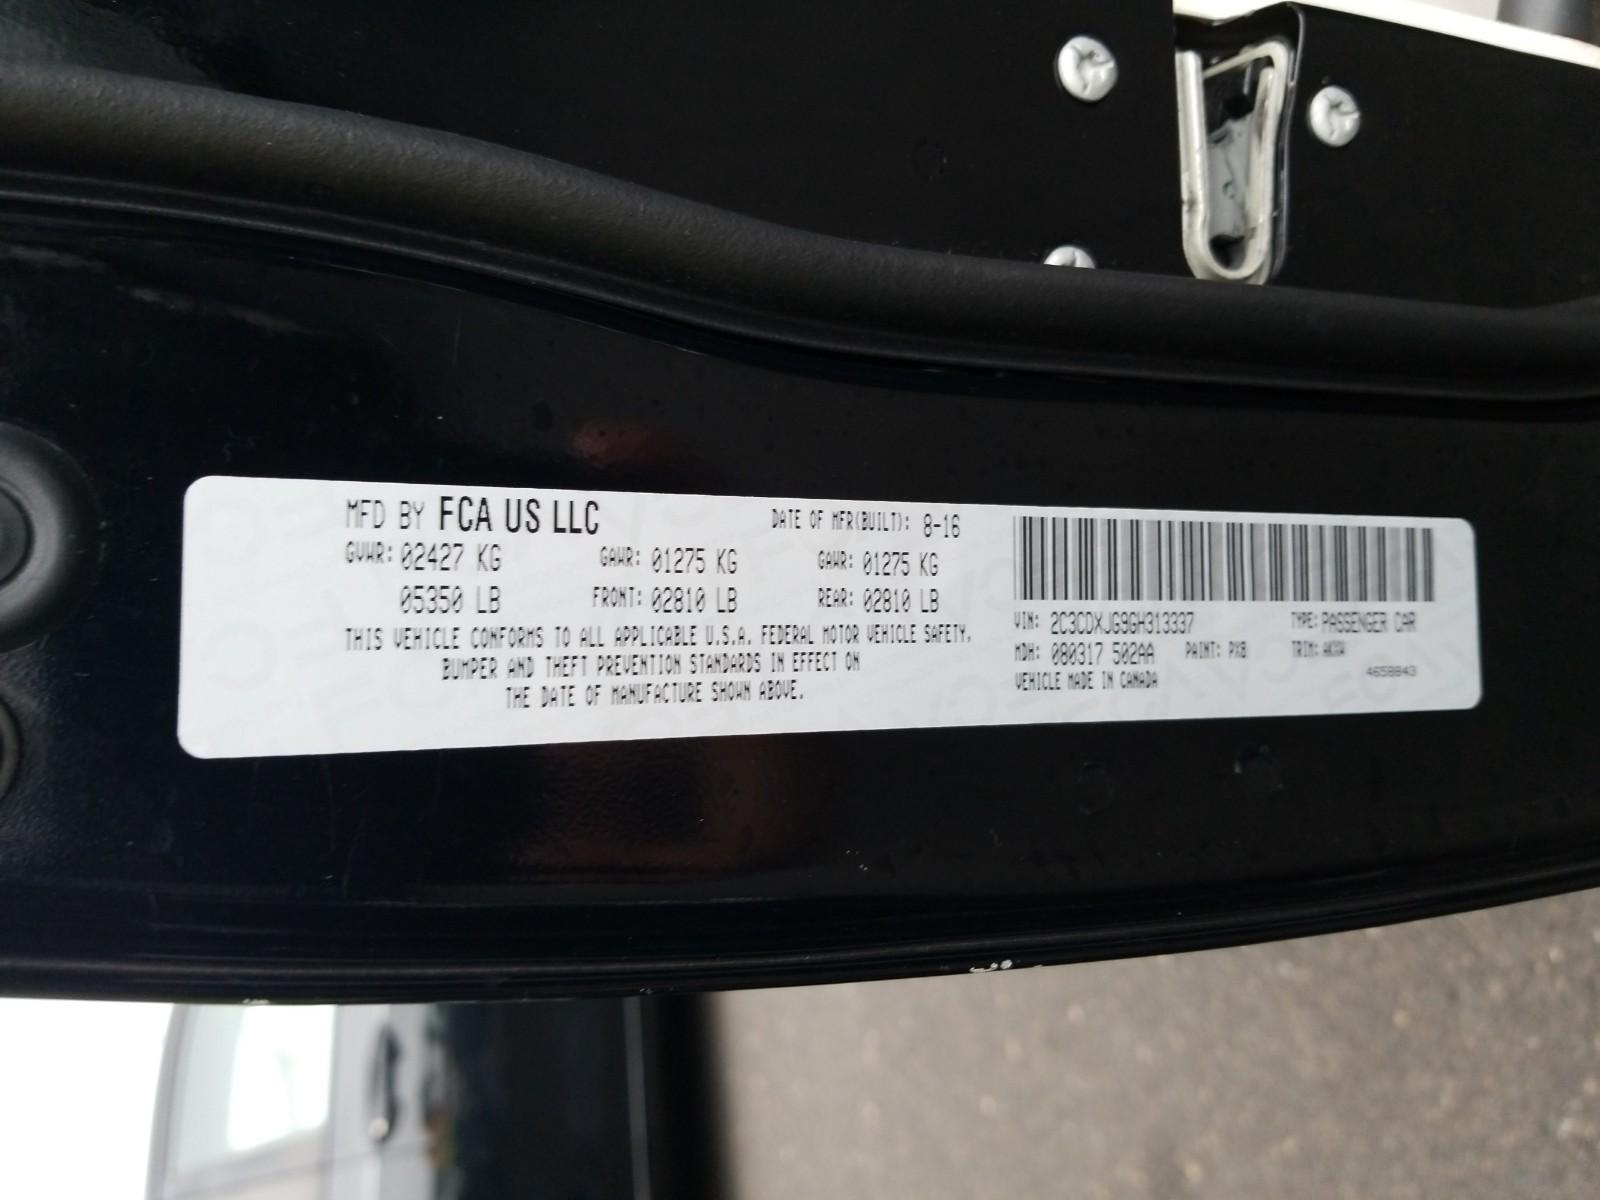 MFD BY FCA US LLC DATE OF MFR(BUILT): 8-16
GVWR: 02427 KG GAWR: 01275 KG GAWR: 01275 KG
05350 LB FRONT: 02810 LB REAR: 02810 LB
THIS VEHICLE CONFORMS TO ALL APPLICABLE U.S.A. FEDERAL MOTOR VEHICLE SAFETY,
BUMPER AND THEFT PREVENTION STANDARDS IN EFFECT ON
THE DATE OF MANUFACTURE SHOWN ABOVE.
VIN: 2C3CDXJG9GH313337 TYPE: PASSENGER CAR
MDH: 080317 502AA PAINT: PX8 TRIM:
4658843
VEHICLE MADE IN CANADA